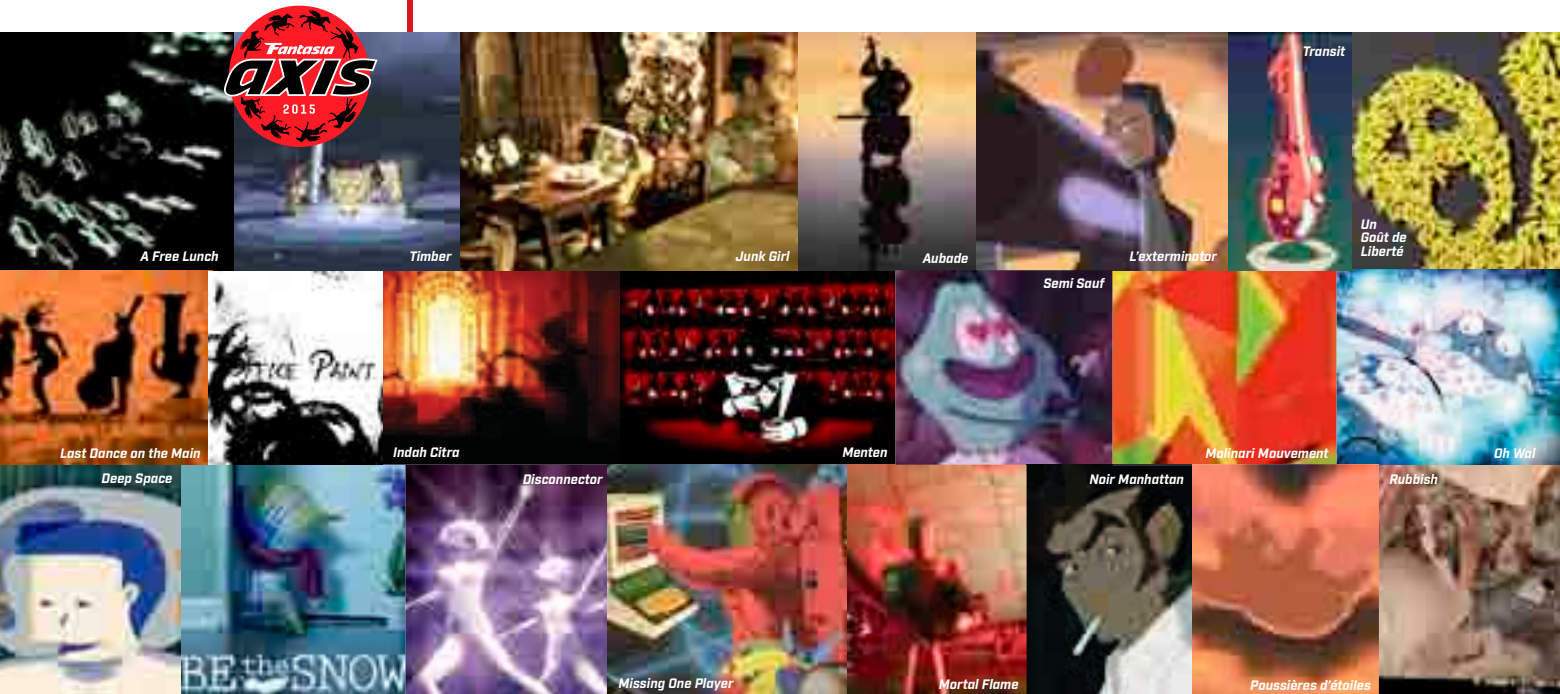 Fantasia
axis
2015
A Free Lunch
Timber
Junk Girl
Aubade
L'exterminator
Transit
Un
Goût de
Liberté
Last Dance on the Main
PAINT
Indah Citra
Menten
Semi Sauf
Molinari Mouvement
Oh Wal
Deep Space
BE the SNOW
Disconnector
Missing One Player
Mortal Flame
Noir Manhattan
Poussières d'étoiles
Rubbish